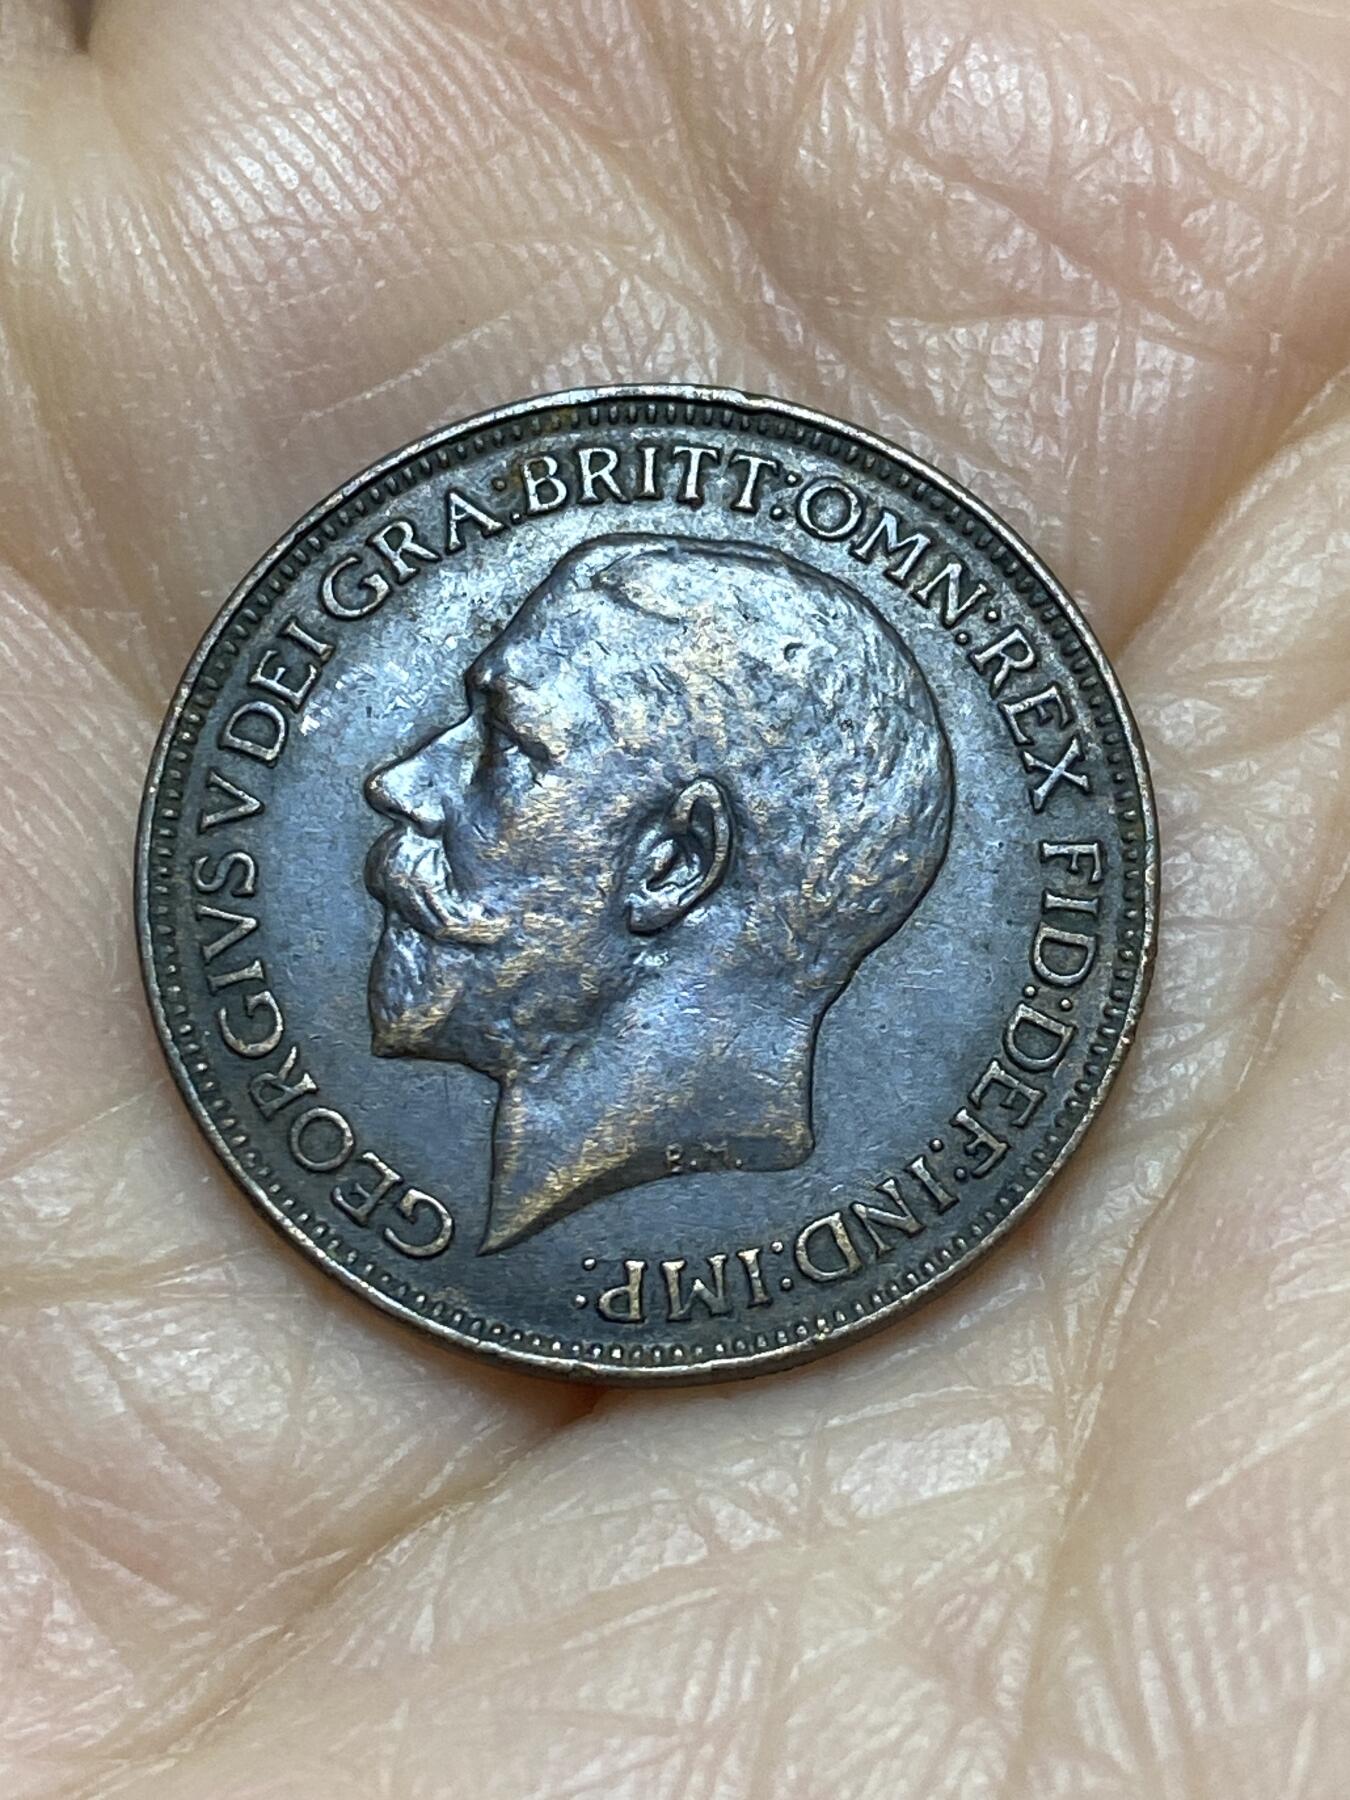 GEORGIVS V DEI GRA: BRITT: OMN: REX FID: DEF: IND: IMP:
B.M.